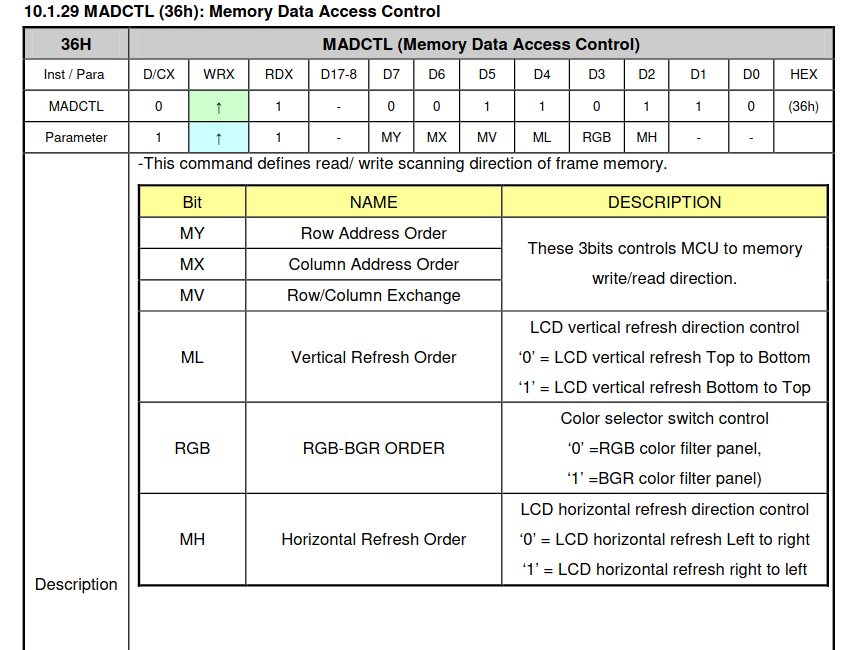 10.1.29 MADCTL (36h): Memory Data Access Control
36H MADCTL (Memory Data Access Control)
Inst / Para D/CX WRX RDX D17-8 D7 D6 D5 D4 D3 D2 D1 D0 HEX
MADCTL 0 ↑ 1 - 0 0 1 1 0 1 1 0 (36h)
Parameter 1 ↑ 1 - MY MX MV ML RGB MH - -
-This command defines read/ write scanning direction of frame memory.
Bit NAME DESCRIPTION
MY Row Address Order
MX Column Address Order
MV Row/Column Exchange
These 3bits controls MCU to memory
write/read direction.
ML Vertical Refresh Order
LCD vertical refresh direction control
‘0’ = LCD vertical refresh Top to Bottom
‘1’ = LCD vertical refresh Bottom to Top
RGB RGB-BGR ORDER
Color selector switch control
‘0’ =RGB color filter panel,
‘1’ =BGR color filter panel)
MH Horizontal Refresh Order
LCD horizontal refresh direction control
‘0’ = LCD horizontal refresh Left to right
‘1’ = LCD horizontal refresh right to left
Description